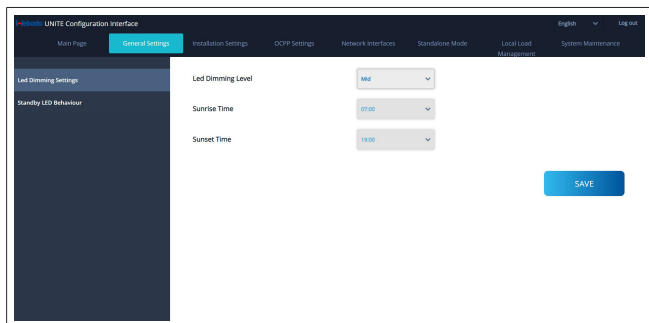 webasto UNITE Configuration Interface
English
Log out
Main Page
General Settings
Installation Settings
OCPP Settings
Network Interfaces
Standalone Mode
Local Load
Management
System Maintenance
Led Dimming Settings
Standby LED Behaviour
Led Dimming Level
Mid
Sunrise Time
07:00
Sunset Time
19:00
SAVE